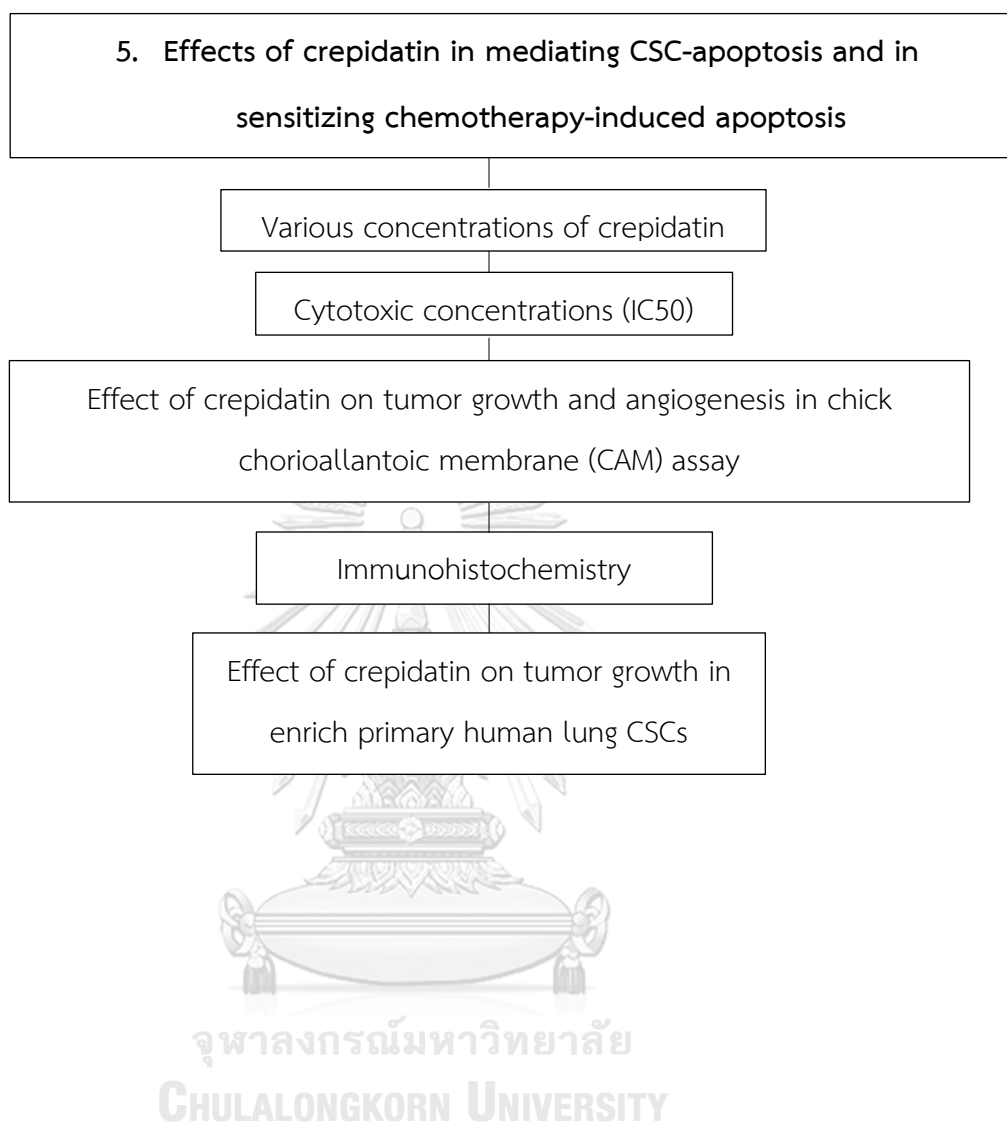 5. Effects of crepidatin in mediating CSC-apoptosis and in
sensitizing chemotherapy-induced apoptosis
Various concentrations of crepidatin
Cytotoxic concentrations (IC50)
Effect of crepidatin on tumor growth and angiogenesis in chick
chorioallantoic membrane (CAM) assay
Immunohistochemistry
Effect of crepidatin on tumor growth in
enrich primary human lung CSCs
จุฬาลงกรณ์มหาวิทยาลัย
CHULALONGKORN UNIVERSITY